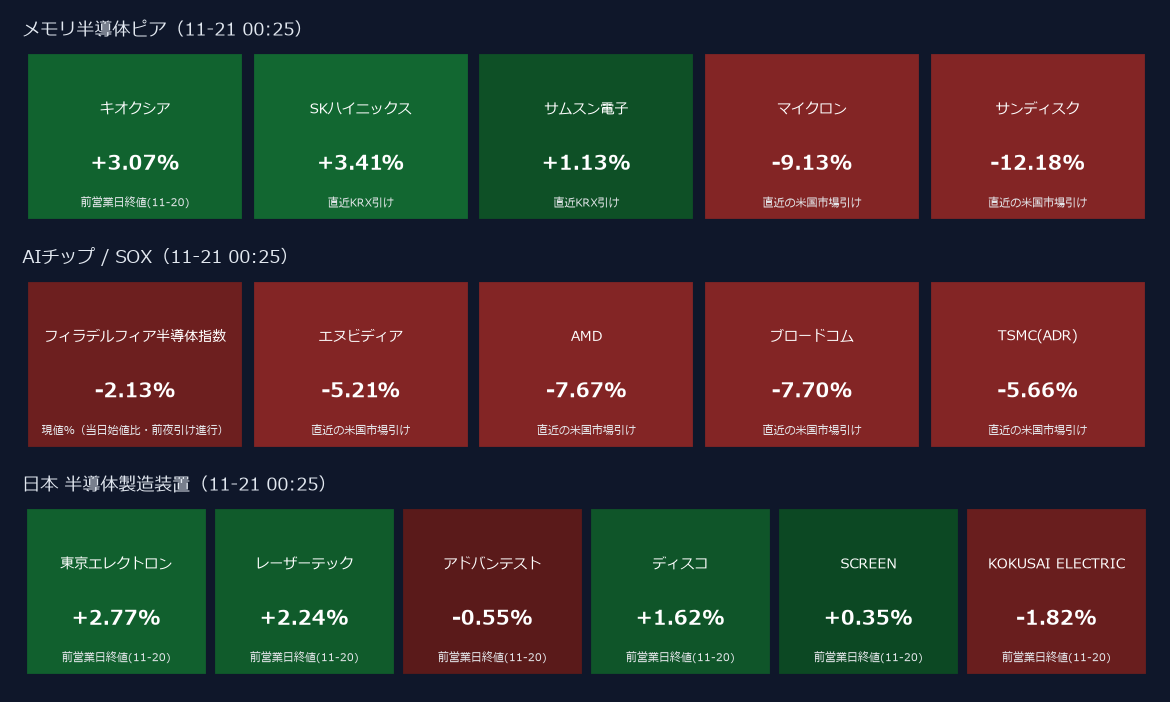 メモリ半導体ピア（11-21 00:25）
キオクシア
+3.07%
前営業日終値(11-20)
SKハイニックス
+3.41%
直近KRX引け
サムスン電子
+1.13%
直近KRX引け
マイクロン
-9.13%
直近の米国市場引け
サンディスク
-12.18%
直近の米国市場引け
AIチップ / SOX（11-21 00:25）
フィラデルフィア半導体指数
-2.13%
現値%（当日始値比・前夜引け進行）
エヌビディア
-5.21%
直近の米国市場引け
AMD
-7.67%
直近の米国市場引け
ブロードコム
-7.70%
直近の米国市場引け
TSMC(ADR)
-5.66%
直近の米国市場引け
日本 半導体製造装置（11-21 00:25）
東京エレクトロン
+2.77%
前営業日終値(11-20)
レーザーテック
+2.24%
前営業日終値(11-20)
アドバンテスト
-0.55%
前営業日終値(11-20)
ディスコ
+1.62%
前営業日終値(11-20)
SCREEN
+0.35%
前営業日終値(11-20)
KOKUSAI ELECTRIC
-1.82%
前営業日終値(11-20)